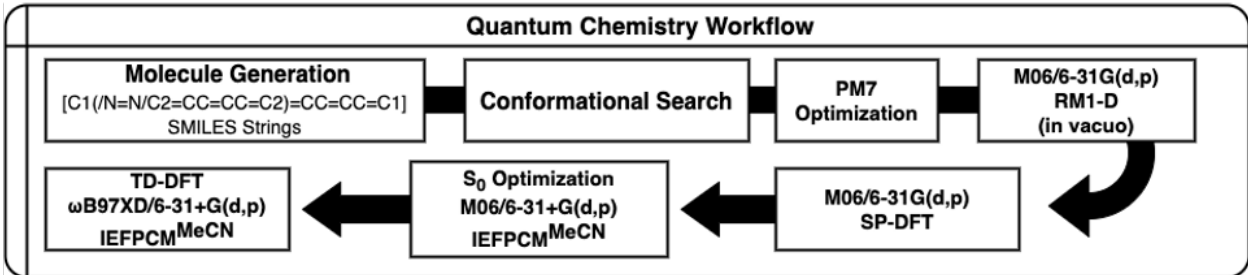 Quantum Chemistry Workflow
Molecule Generation
[C1(/N=N/C2=CC=CC=C2)=CC=CC=C1]
SMILES Strings
Conformational Search
PM7
Optimization
M06/6-31G(d,p)
RM1-D
(in vacuo)
M06/6-31G(d,p)
SP-DFT
S₀ Optimization
M06/6-31+G(d,p)
IEFPCMᴹᵉᶜᴺ
TD-DFT
ωB97XD/6-31+G(d,p)
IEFPCMᴹᵉᶜᴺ